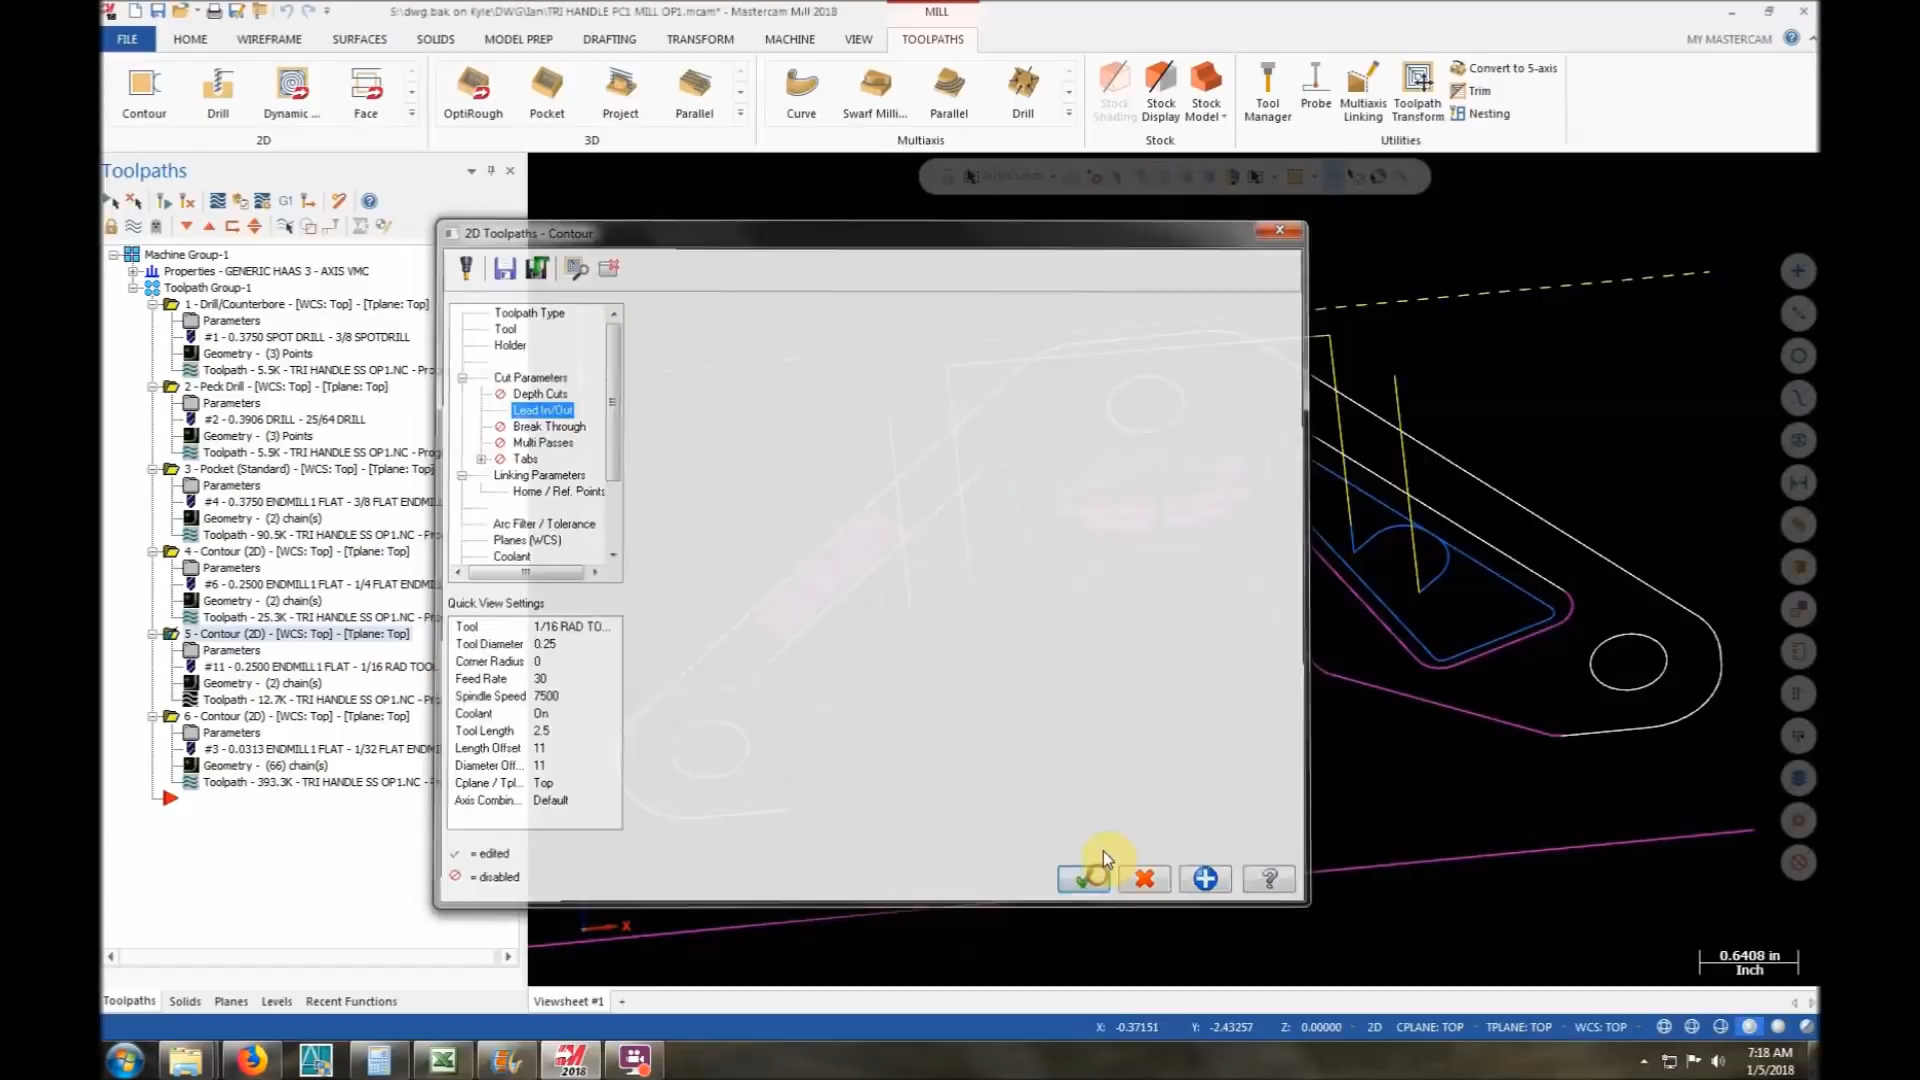 S:\dwg.bak on Kyle\DWG\Ian\TRI HANDLE PC1 MILL OP1.mcam* - Mastercam Mill 2018
MILL
FILE HOME WIREFRAME SURFACES SOLIDS MODEL PREP DRAFTING TRANSFORM MACHINE VIEW TOOLPATHS MY MASTERCAM
Contour Drill Dynamic ... Face
2D
OptiRough Pocket Project Parallel
3D
Curve Swarf Milli... Parallel Drill
Multiaxis
Stock Shading Stock Display Stock Model
Stock
Tool Manager Probe Multiaxis Linking Toolpath Transform
Convert to 5-axis
Trim
Nesting
Utilities
Toolpaths
G1
Machine Group-1
Properties - GENERIC HAAS 3 - AXIS VMC
Toolpath Group-1
1 - Drill/Counterbore - [WCS: Top] - [Tplane: Top]
Parameters
#1 - 0.3750 SPOT DRILL - 3/8 SPOTDRILL
Geometry - (3) Points
Toolpath - 5.5K - TRI HANDLE SS OP1.NC - Pro
2 - Peck Drill - [WCS: Top] - [Tplane: Top]
Parameters
#2 - 0.3906 DRILL - 25/64 DRILL
Geometry - (3) Points
Toolpath - 5.5K - TRI HANDLE SS OP1.NC - Prog
3 - Pocket (Standard) - [WCS: Top] - [Tplane: Top]
Parameters
#4 - 0.3750 ENDMILL1 FLAT - 3/8 FLAT ENDMI
Geometry - (2) chain(s)
Toolpath - 90.5K - TRI HANDLE SS OP1.NC - Pro
4 - Contour (2D) - [WCS: Top] - [Tplane: Top]
Parameters
#6 - 0.2500 ENDMILL1 FLAT - 1/4 FLAT ENDMI
Geometry - (2) chain(s)
Toolpath - 25.3K - TRI HANDLE SS OP1.NC - Pro
5 - Contour (2D) - [WCS: Top] - [Tplane: Top]
Parameters
#11 - 0.2500 ENDMILL1 FLAT - 1/16 RAD TOOL
Geometry - (2) chain(s)
Toolpath - 12.7K - TRI HANDLE SS OP1.NC - Pro
6 - Contour (2D) - [WCS: Top] - [Tplane: Top]
Parameters
#3 - 0.0313 ENDMILL1 FLAT - 1/32 FLAT ENDM
Geometry - (66) chain(s)
Toolpath - 393.3K - TRI HANDLE SS OP1.NC - Pr
2D Toolpaths - Contour
Toolpath Type
Tool
Holder
Cut Parameters
Depth Cuts
Lead In/Out
Break Through
Multi Passes
Tabs
Linking Parameters
Home / Ref. Points
Arc Filter / Tolerance
Planes (WCS)
Coolant
Quick View Settings
Tool 1/16 RAD TO...
Tool Diameter 0.25
Corner Radius 0
Feed Rate 30
Spindle Speed 7500
Coolant On
Tool Length 2.5
Length Offset 11
Diameter Off... 11
Cplane / Tpl... Top
Axis Combin... Default
= edited
= disabled
X
0.6408 in
Inch
Toolpaths Solids Planes Levels Recent Functions
Viewsheet #1 +
X: -0.37151 Y: -2.43257 Z: 0.00000 2D CPLANE: TOP TPLANE: TOP WCS: TOP
2018
7:18 AM
1/5/2018